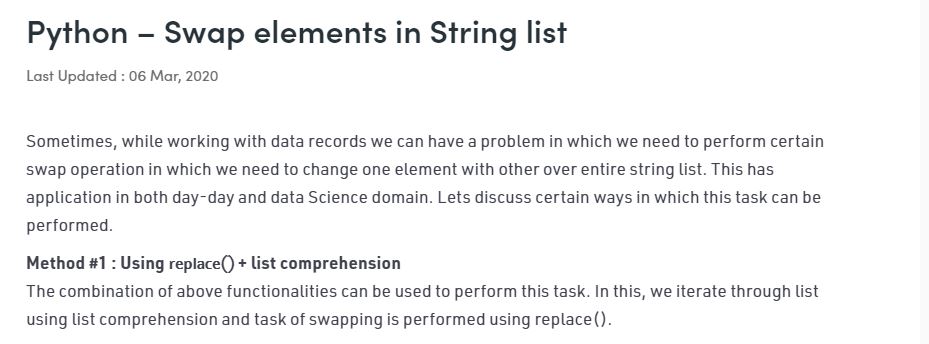 Python – Swap elements in String list
Last Updated : 06 Mar, 2020
Sometimes, while working with data records we can have a problem in which we need to perform certain
swap operation in which we need to change one element with other over entire string list. This has
application in both day-day and data Science domain. Lets discuss certain ways in which this task can be
performed.
Method #1 : Using replace() + list comprehension
The combination of above functionalities can be used to perform this task. In this, we iterate through list
using list comprehension and task of swapping is performed using replace().